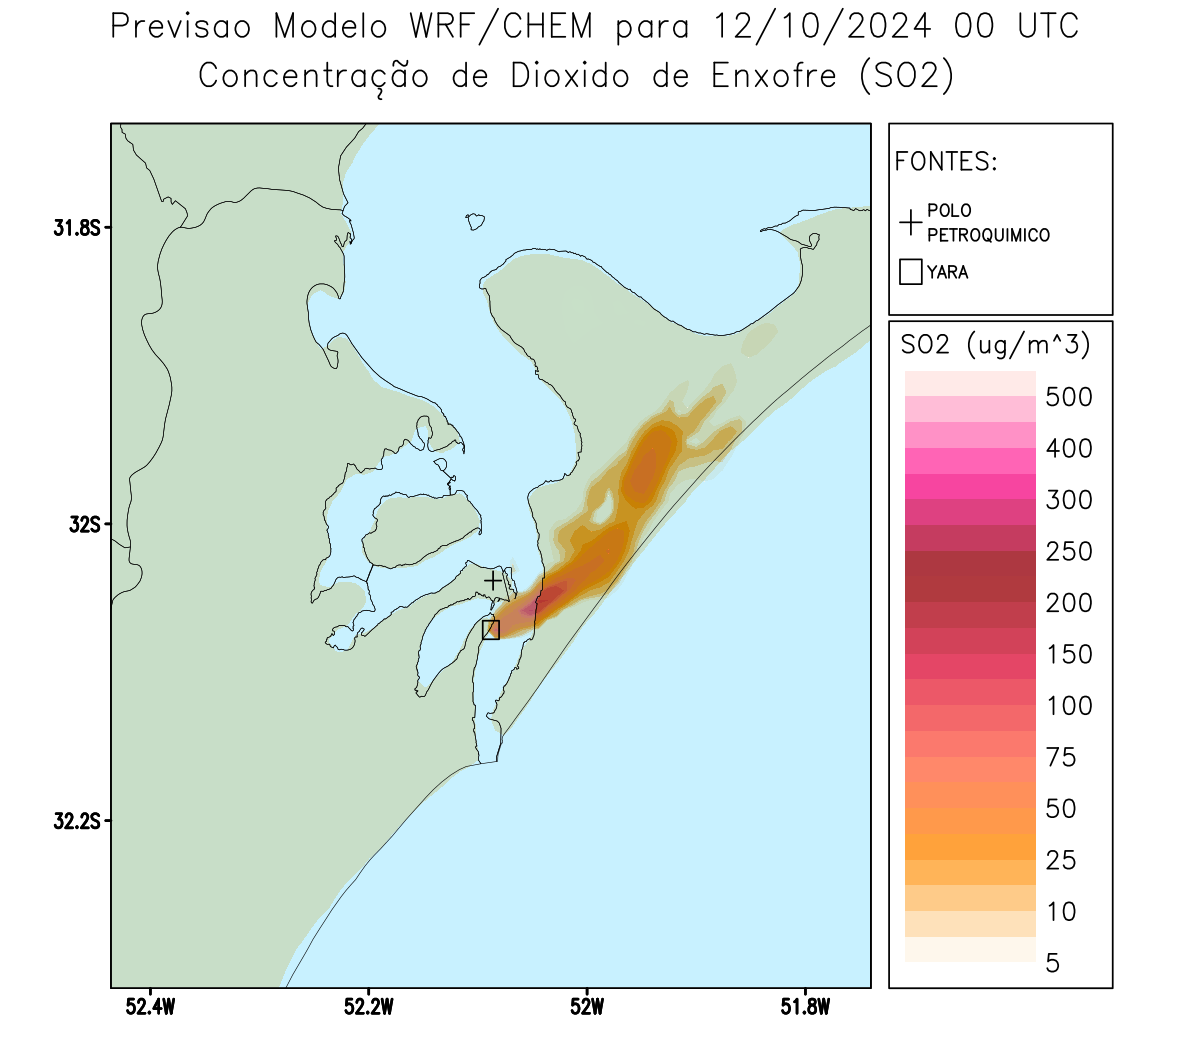 Previsao Modelo WRF/CHEM para 12/10/2024 00 UTC
Concentração de Dioxido de Enxofre (SO2)
FONTES:
POLO
PETROQUIMICO
YARA
SO2 (ug/m^3)
500
400
300
250
200
150
100
75
50
25
10
5
31.8S
32S
32.2S
52.4W
52.2W
52W
51.8W